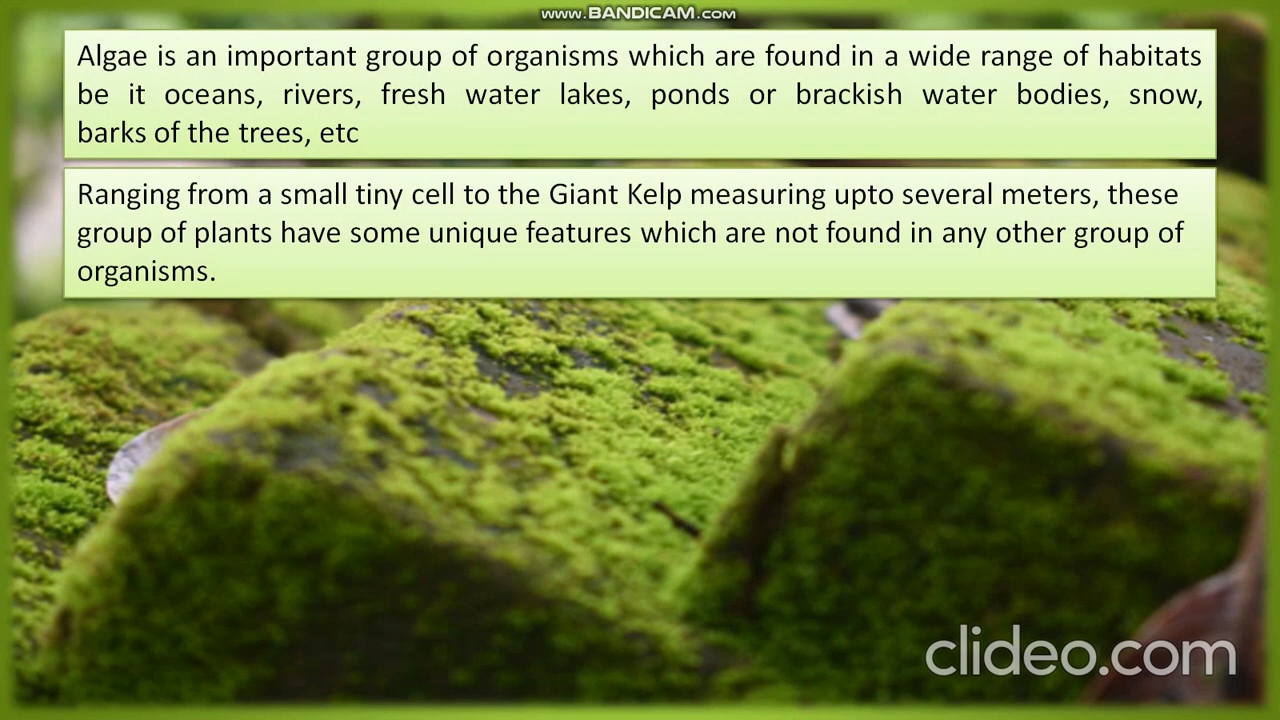 www.BANDICAM.com
Algae is an important group of organisms which are found in a wide range of habitats
be it oceans, rivers, fresh water lakes, ponds or brackish water bodies, snow,
barks of the trees, etc
Ranging from a small tiny cell to the Giant Kelp measuring upto several meters, these
group of plants have some unique features which are not found in any other group of
organisms.
clideo.com